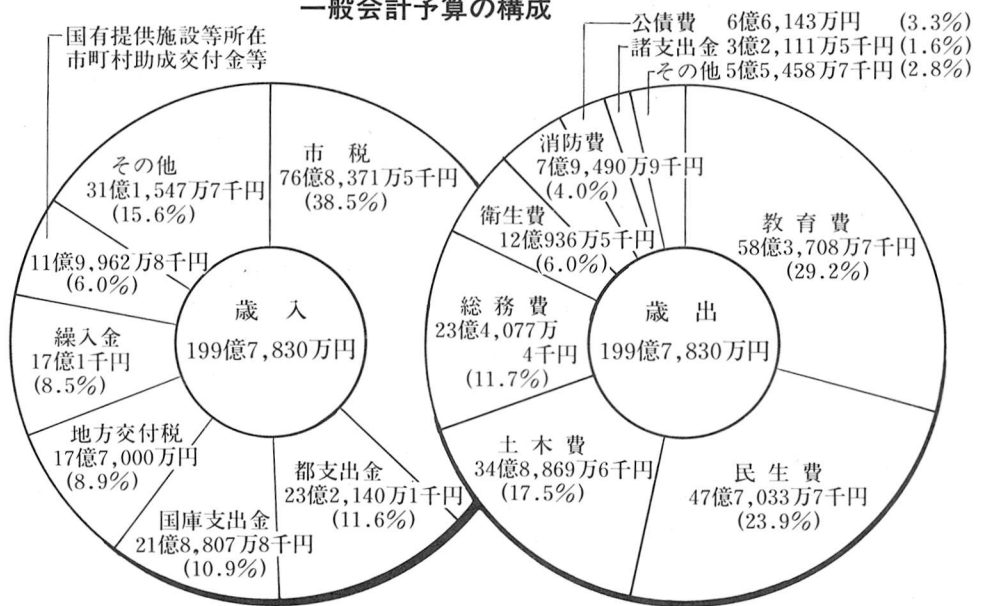 一般会計予算の構成
国有提供施設等所在
市町村助成交付金等
市税
76億8,371万5千円
(38.5%)
都支出金
23億2,140万1千円
(11.6%)
国庫支出金
21億8,807万8千円
(10.9%)
地方交付税
17億7,000万円
(8.9%)
繰入金
17億1千円
(8.5%)
11億9,962万8千円
(6.0%)
その他
31億1,547万7千円
(15.6%)
歳入
199億7,830万円
公債費 6億6,143万円 (3.3%)
諸支出金 3億2,111万5千円 (1.6%)
その他 5億5,458万7千円 (2.8%)
教育費
58億3,708万7千円
(29.2%)
民生費
47億7,033万7千円
(23.9%)
土木費
34億8,869万6千円
(17.5%)
総務費
23億4,077万
4千円
(11.7%)
衛生費
12億936万5千円
(6.0%)
消防費
7億9,490万9千円
(4.0%)
歳出
199億7,830万円